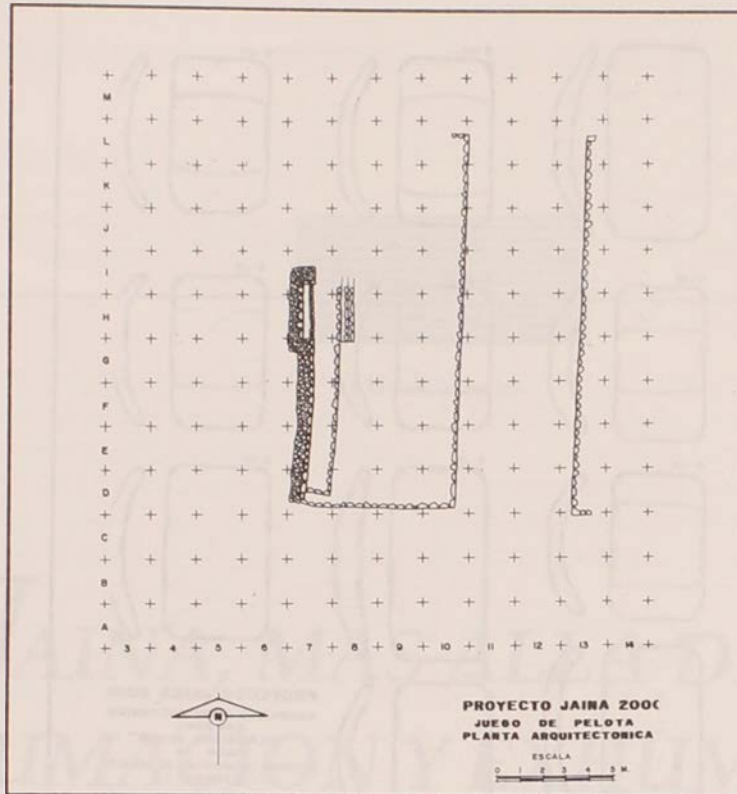 M
L
K
J
I
H
G
F
E
D
C
B
A
3 4 5 6 7 8 9 10 11 12 13 14
N
PROYECTO JAINA 200
JUEGO DE PELOTA
PLANTA ARQUITECTONICA
ESCALA
0 1 2 3 4 5 M.